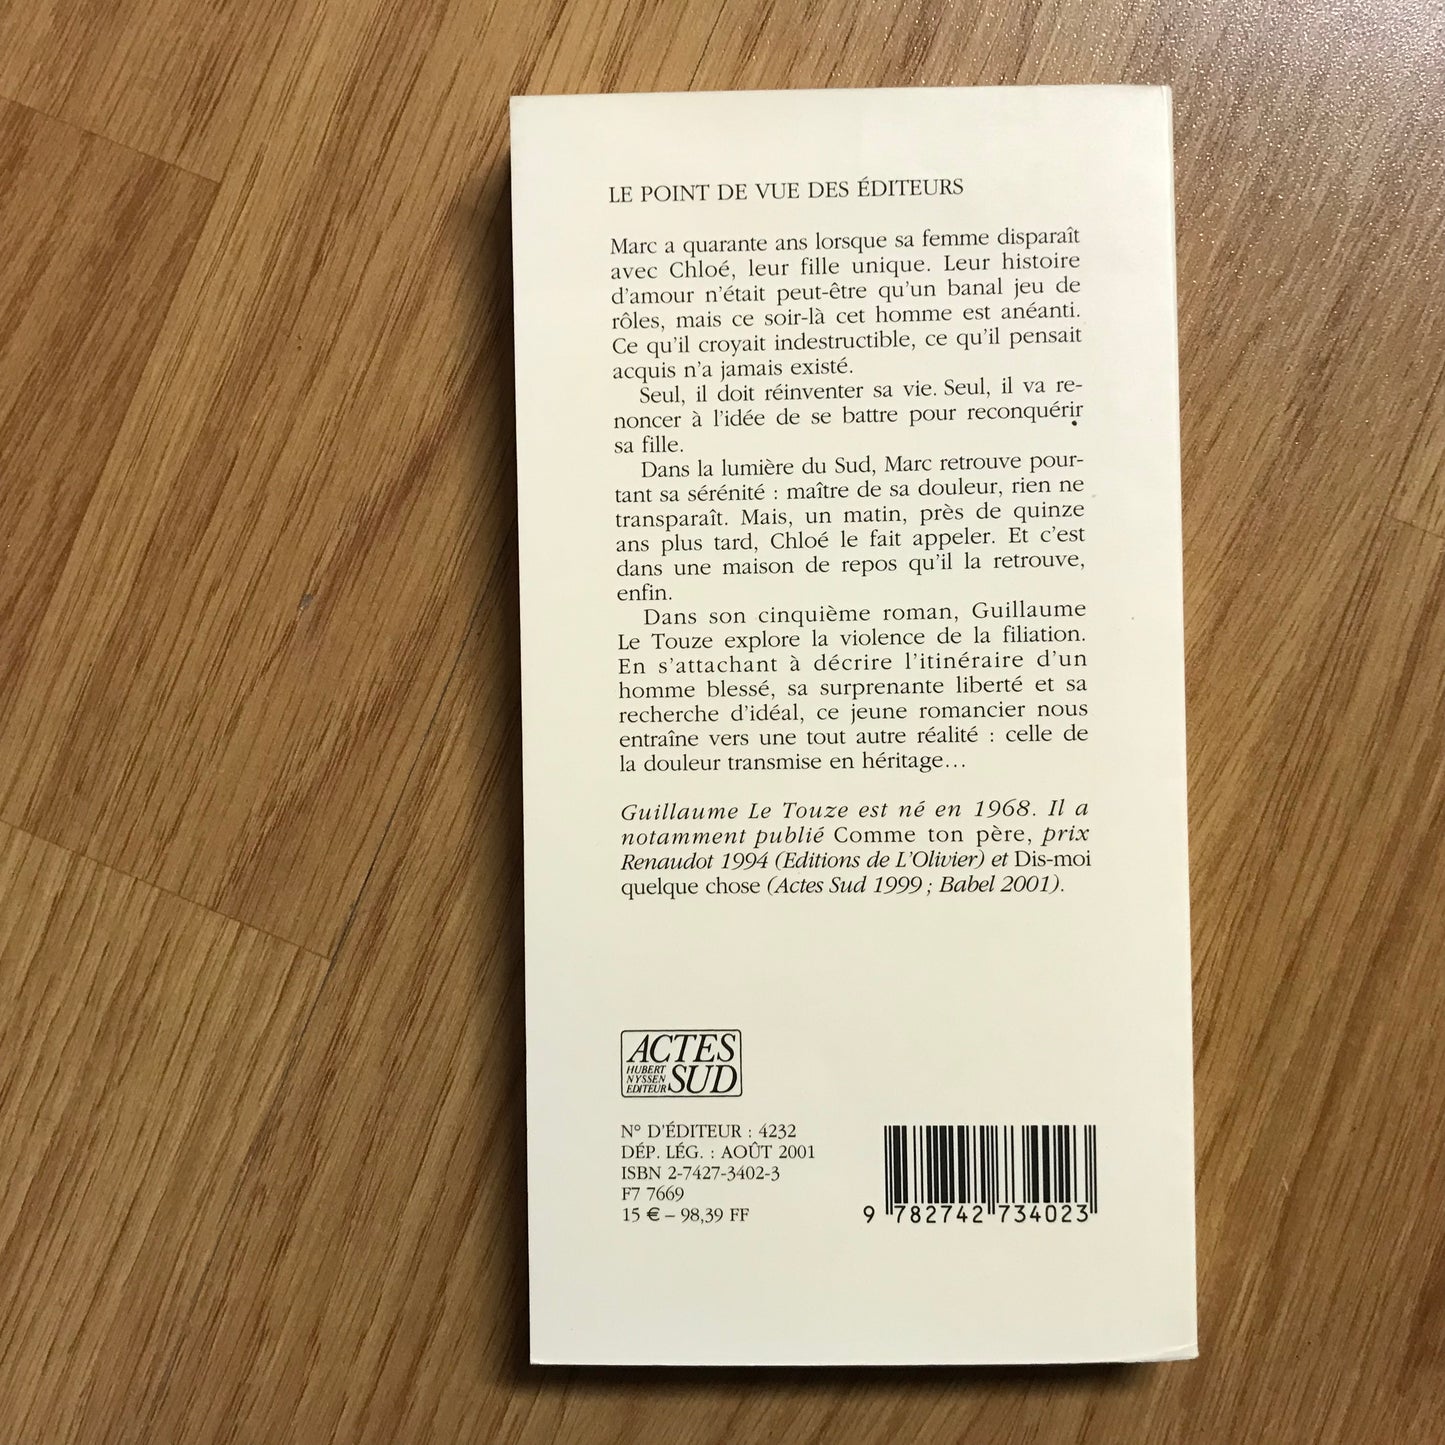 LE POINT DE VUE DES ÉDITEURS
Marc a quarante ans lorsque sa femme disparaît
avec Chloé, leur fille unique. Leur histoire
d'amour n'était peut-être qu'un banal jeu de
rôles, mais ce soir-là cet homme est anéanti.
Ce qu'il croyait indestructible, ce qu'il pensait
acquis n'a jamais existé.
Seul, il doit réinventer sa vie. Seul, il va re-
noncer à l'idée de se battre pour reconquérir
sa fille.
Dans la lumière du Sud, Marc retrouve pour-
tant sa sérénité : maître de sa douleur, rien ne
transparaît. Mais, un matin, près de quinze
ans plus tard, Chloé le fait appeler. Et c'est
dans une maison de repos qu'il la retrouve,
enfin.
Dans son cinquième roman, Guillaume
Le Touze explore la violence de la filiation.
En s'attachant à décrire l'itinéraire d'un
homme blessé, sa surprenante liberté et sa
recherche d'idéal, ce jeune romancier nous
entraîne vers une tout autre réalité : celle de
la douleur transmise en héritage...
Guillaume Le Touze est né en 1968. Il a
notamment publié Comme ton père, prix
Renaudot 1994 (Editions de L'Olivier) et Dis-moi
quelque chose (Actes Sud 1999 ; Babel 2001).
ACTES
HUBERT
NYSSEN
EDITEUR SUD
N° D'ÉDITEUR : 4232
DÉP. LÉG. : AOÛT 2001
ISBN 2-7427-3402-3
F7 7669
15 € – 98,39 FF
9 782742 734023